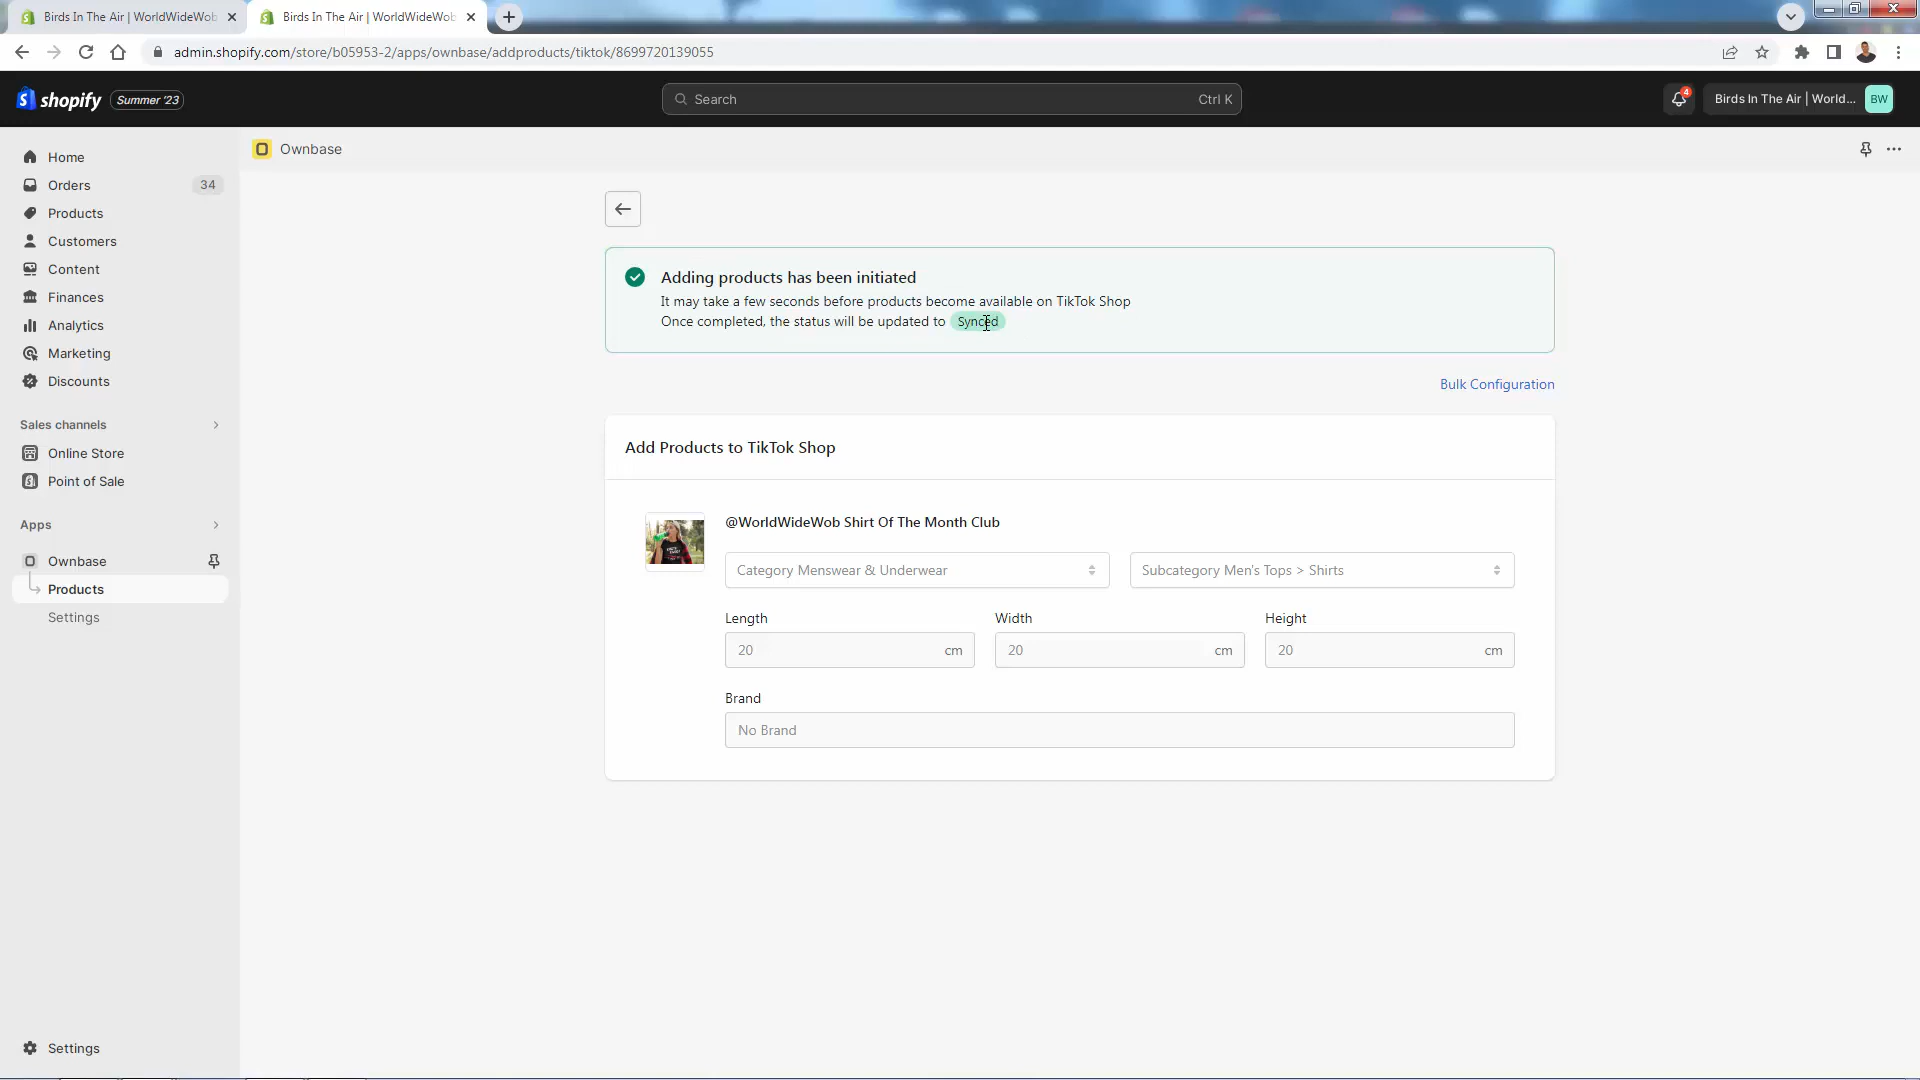 Birds In The Air | WorldWideWob
Birds In The Air | WorldWideWob
admin.shopify.com/store/b05953-2/apps/ownbase/addproducts/tiktok/8699720139055
shopify
Summer '23
Search
Ctrl K
4
Birds In The Air | World...
BW
Home
Orders
34
Products
Customers
Content
Finances
Analytics
Marketing
Discounts
Sales channels
Online Store
Point of Sale
Apps
Ownbase
Products
Settings
Settings
Ownbase
Adding products has been initiated
It may take a few seconds before products become available on TikTok Shop
Once completed, the status will be updated to Synced
Bulk Configuration
Add Products to TikTok Shop
@WorldWideWob Shirt Of The Month Club
Category Menswear & Underwear
Subcategory Men's Tops > Shirts
Length
Width
Height
20 cm
20 cm
20 cm
Brand
No Brand